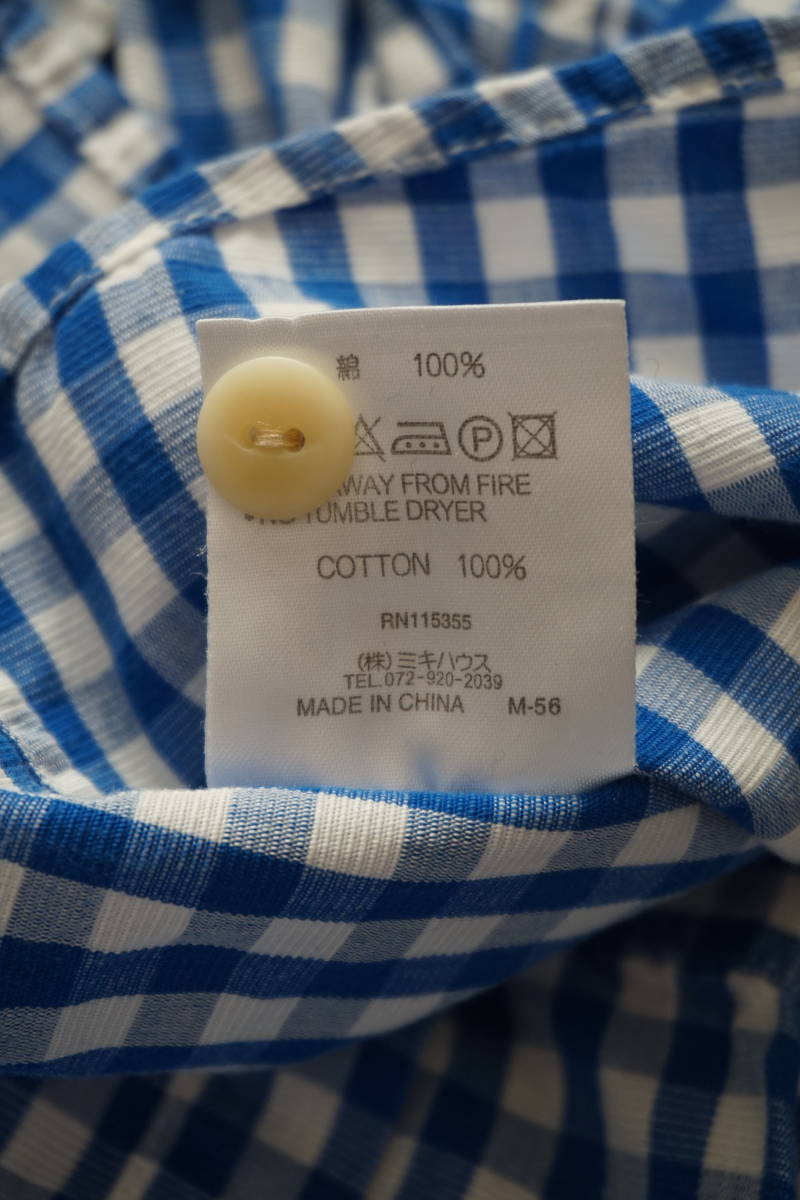 綿 100%
P
AWAY FROM FIRE
TUMBLE DRYER
COTTON 100%
RN115355
(株)ミキハウス
TEL.072-920-2039
MADE IN CHINA M-56